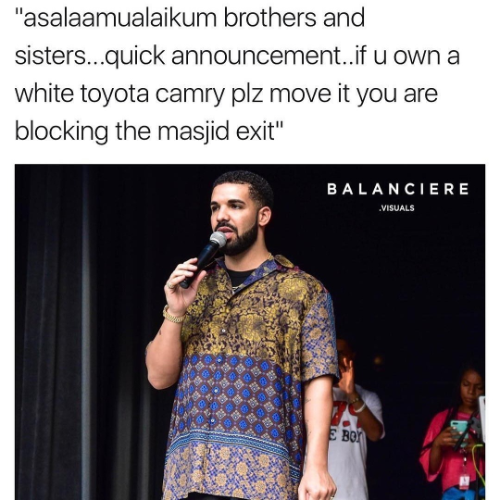 "asalaamualaikum brothers and
sisters...quick announcement..if u own a
white toyota camry plz move it you are
blocking the masjid exit"
BALANCIERE
.VISUALS
E BOY